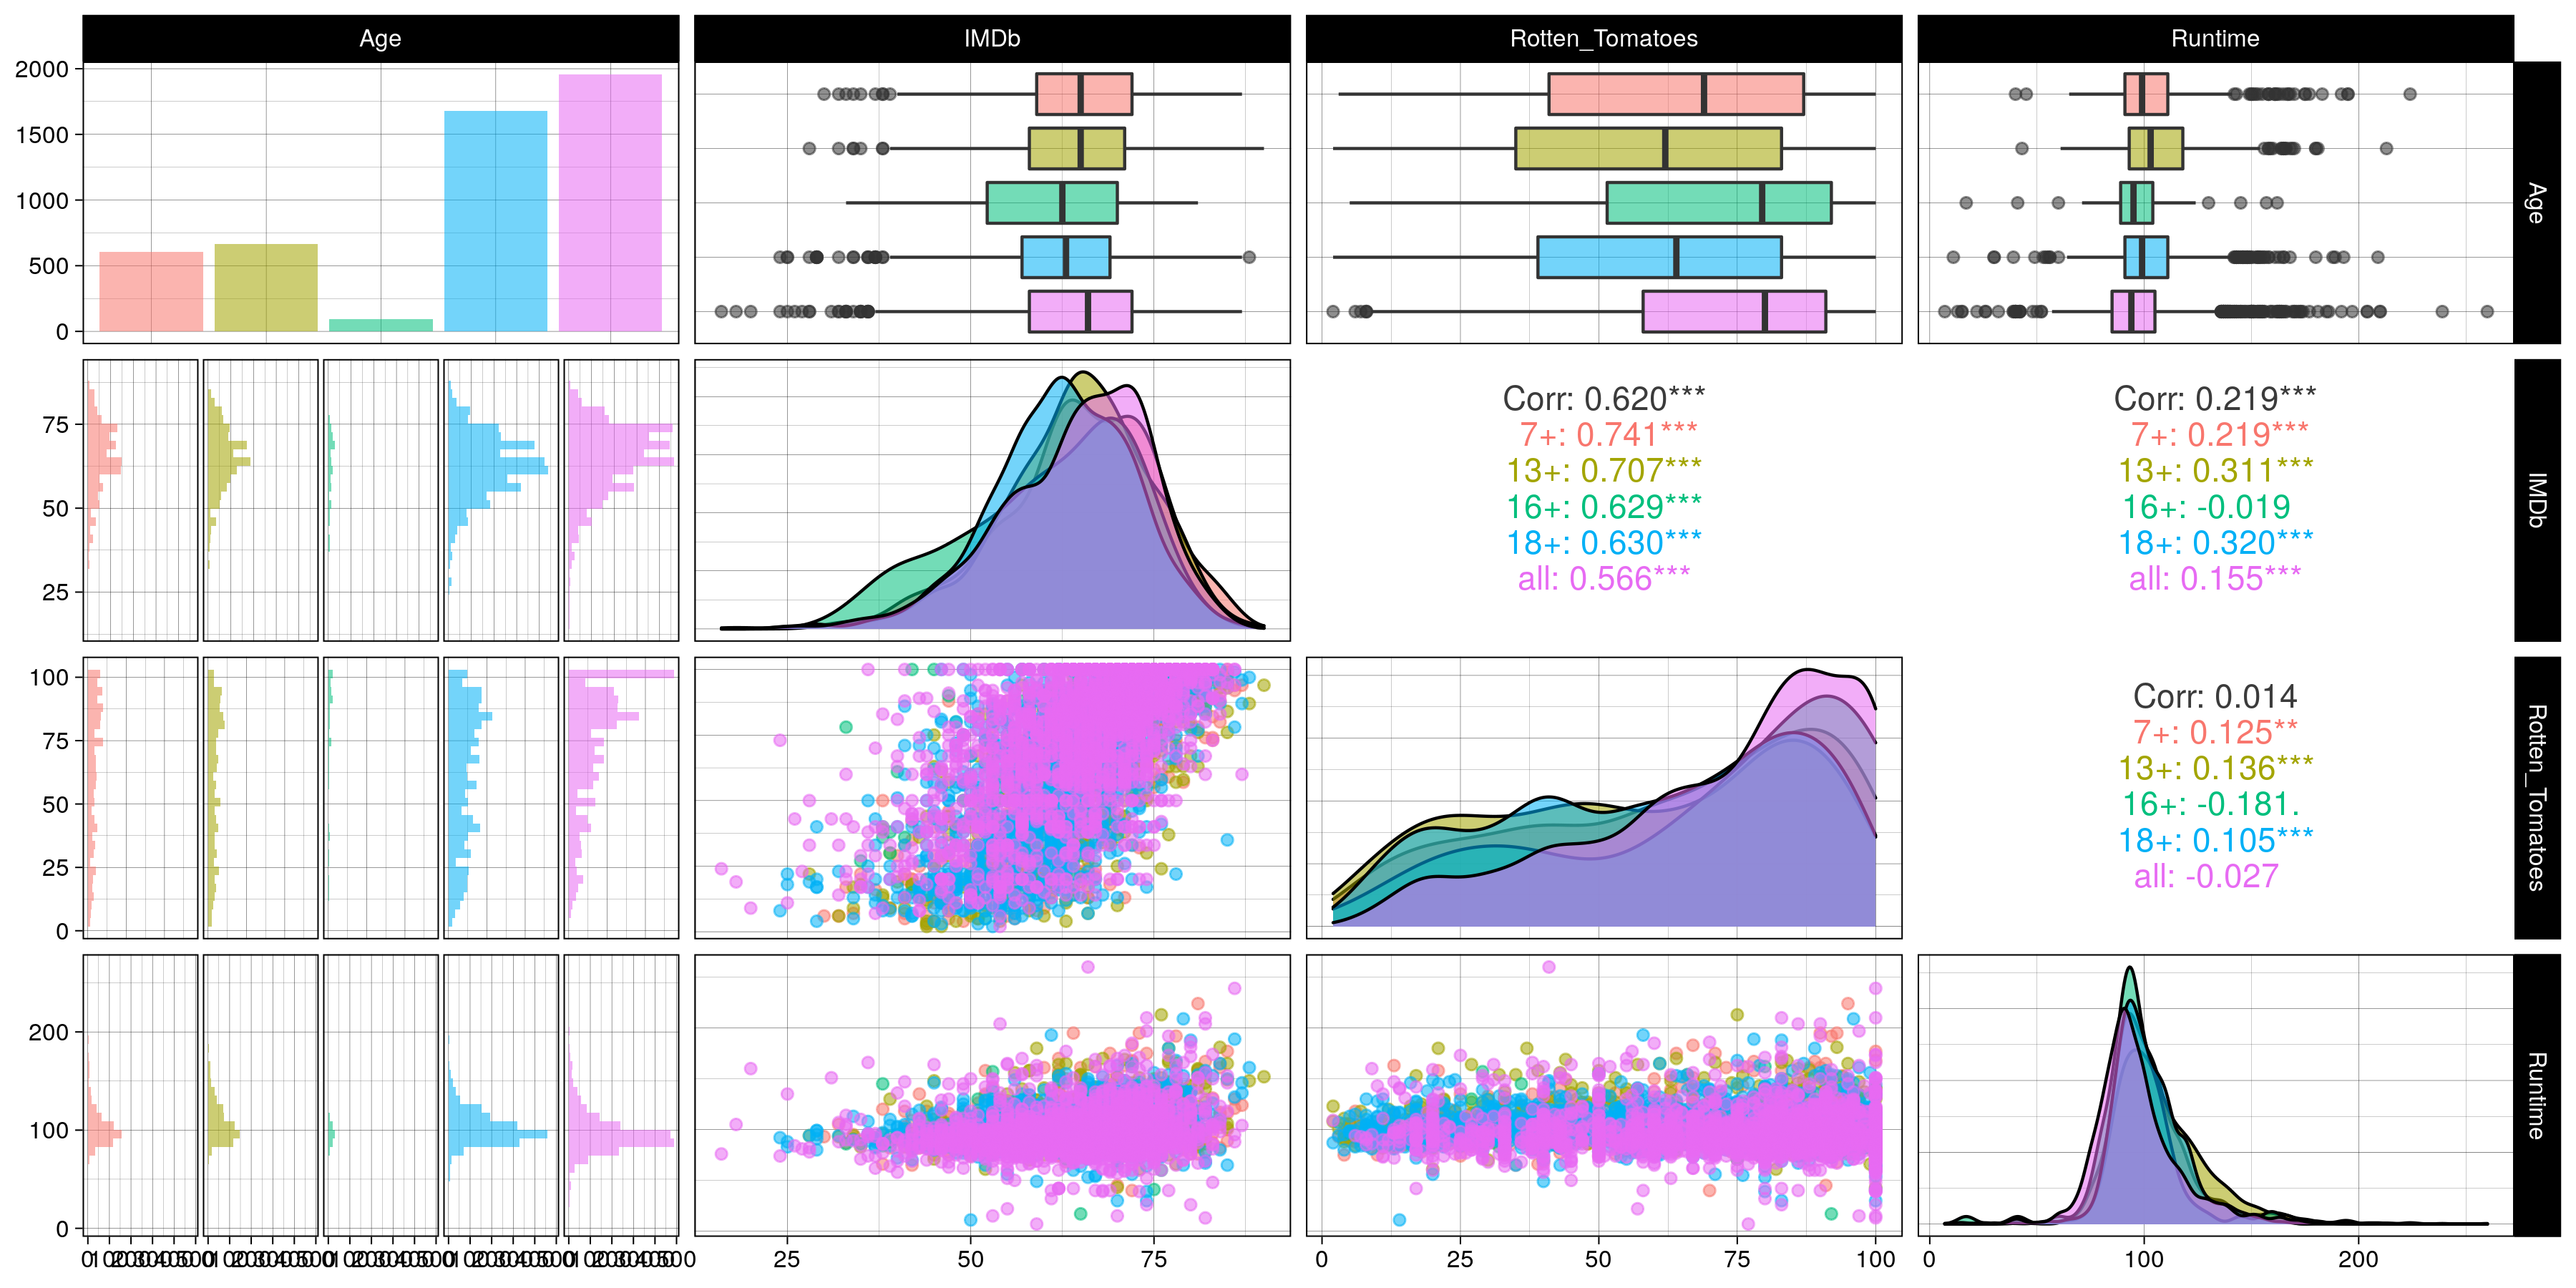 Age IMDb Rotten_Tomatoes Runtime
2000
1500
1000
500
0
Age
75
50
25
Corr: 0.620***
7+: 0.741***
13+: 0.707***
16+: 0.629***
18+: 0.630***
all: 0.566***
Corr: 0.219***
7+: 0.219***
13+: 0.311***
16+: -0.019
18+: 0.320***
all: 0.155***
IMDb
100
75
50
25
0
Corr: 0.014
7+: 0.125**
13+: 0.136***
16+: -0.181.
18+: 0.105***
all: -0.027
Rotten_Tomatoes
200
100
0
Runtime
25 50 75
0 25 50 75 100
0 100 200